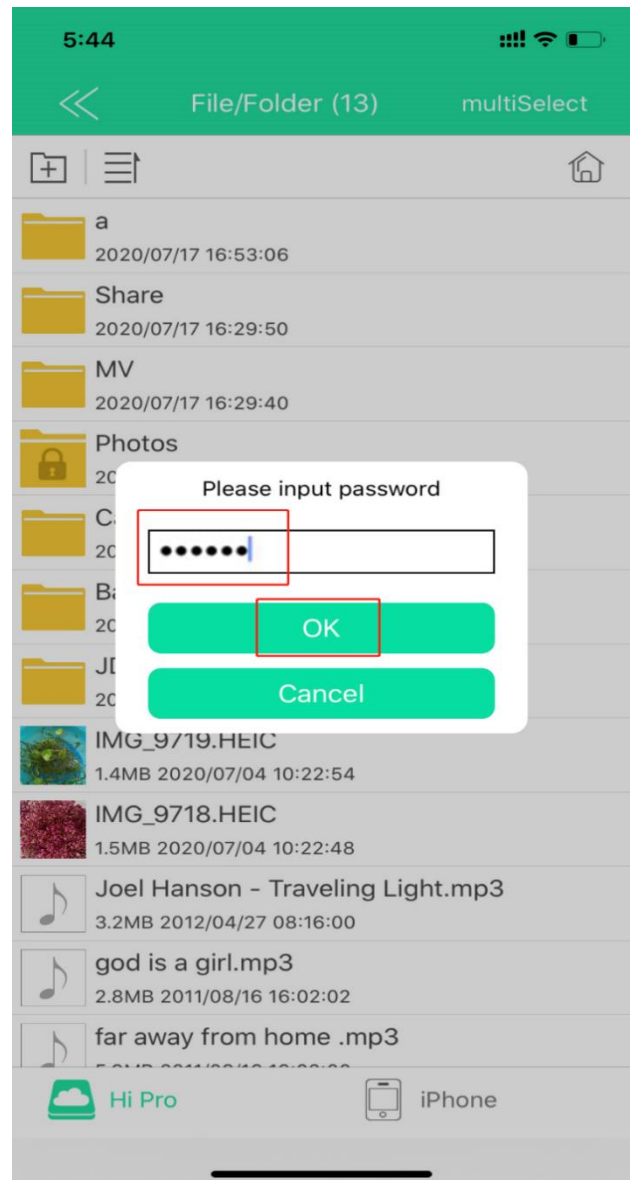 5:44
File/Folder (13)
multiSelect
a
2020/07/17 16:53:06
Share
2020/07/17 16:29:50
MV
2020/07/17 16:29:40
Photos
Please input password
••••••
OK
Cancel
IMG_9719.HEIC
1.4MB 2020/07/04 10:22:54
IMG_9718.HEIC
1.5MB 2020/07/04 10:22:48
Joel Hanson - Traveling Light.mp3
3.2MB 2012/04/27 08:16:00
god is a girl.mp3
2.8MB 2011/08/16 16:02:02
far away from home .mp3
Hi Pro
iPhone